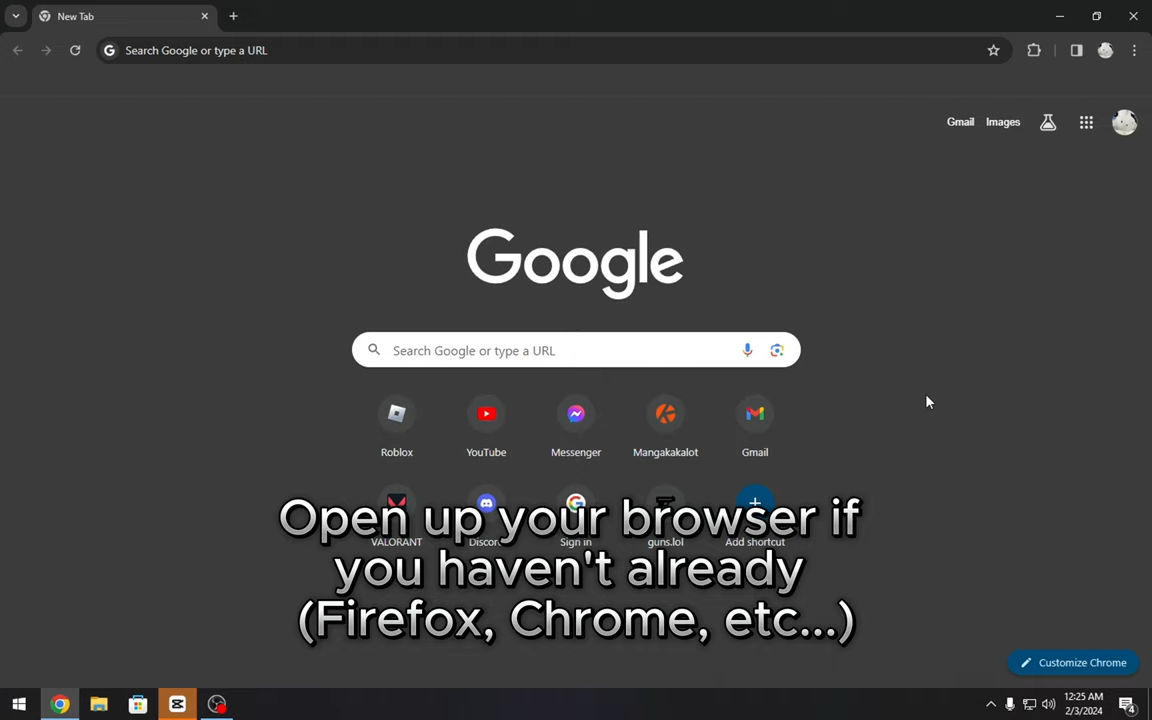 New Tab
Search Google or type a URL
Gmail Images
Google
Search Google or type a URL
Roblox YouTube Messenger Mangakakalot Gmail
VALORANT Discord Sign in guns.lol Add shortcut
Open up your browser if
you haven't already
(Firefox, Chrome, etc...)
Customize Chrome
12:25 AM
2/3/2024
4